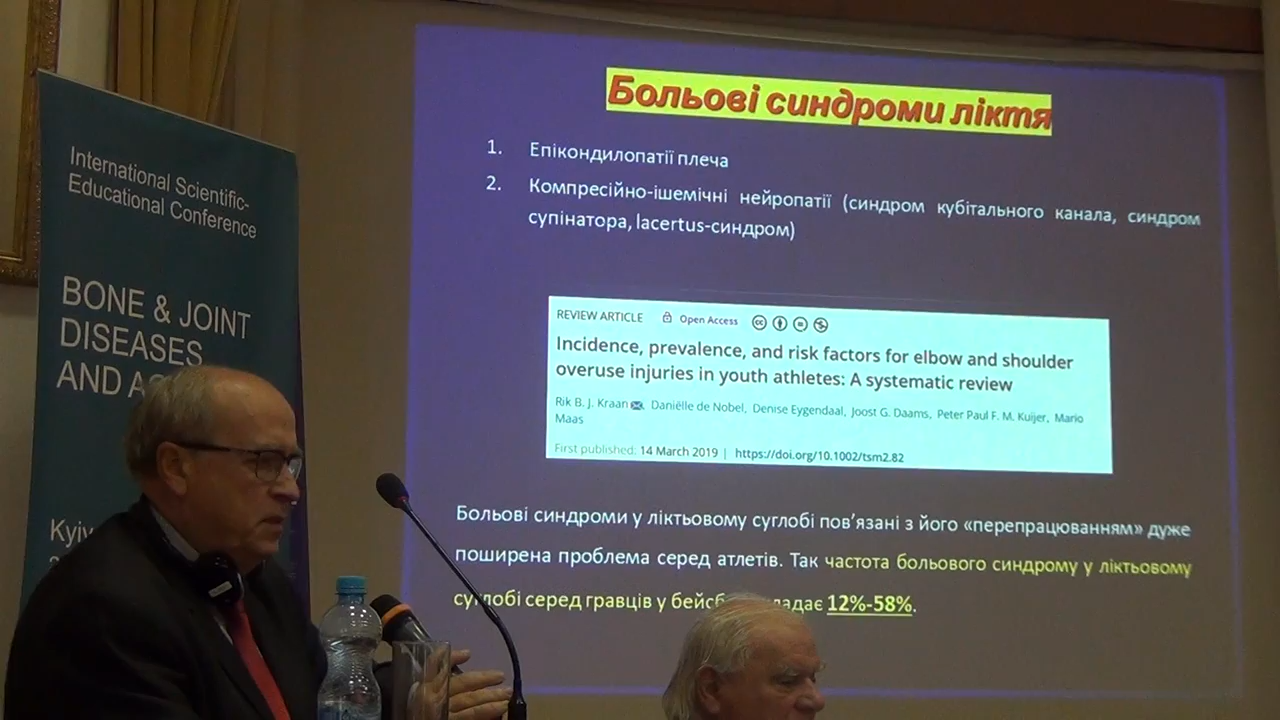 International Scientific-
Educational Conference
BONE & JOINT
DISEASES
AND
Kyiv
Больові синдроми ліктя
1. Епікондилопатії плеча
2. Компресійно-ішемічні нейропатії (синдром кубітального канала, синдром
супінатора, lacertus-синдром)
REVIEW ARTICLE Open Access
Incidence, prevalence, and risk factors for elbow and shoulder
overuse injuries in youth athletes: A systematic review
Rik B. J. Kraan, Daniëlle de Nobel, Denise Eygendaal, Joost G. Daams, Peter Paul F. M. Kuijer, Mario
Maas
First published: 14 March 2019 | https://doi.org/10.1002/tsm2.82
Больові синдроми у ліктьовому суглобі пов’язані з його «перепрацюванням» дуже
поширена проблема серед атлетів. Так частота больового синдрому у ліктьовому
суглобі серед гравців у 12%-58%.